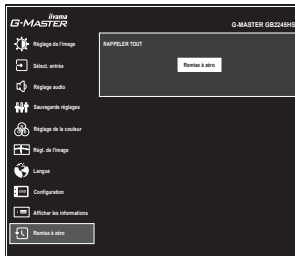 iiyama
G-MASTER
G-MASTER GB2245HS
Réglage de l'image
RAPPELER TOUT
Remise à zéro
Sélect. entrée
Réglage audio
Sauvegarde réglages
Réglage de la couleur
Régl. de l'image
Langue
Configuration
Afficher les informations
Remise à zéro